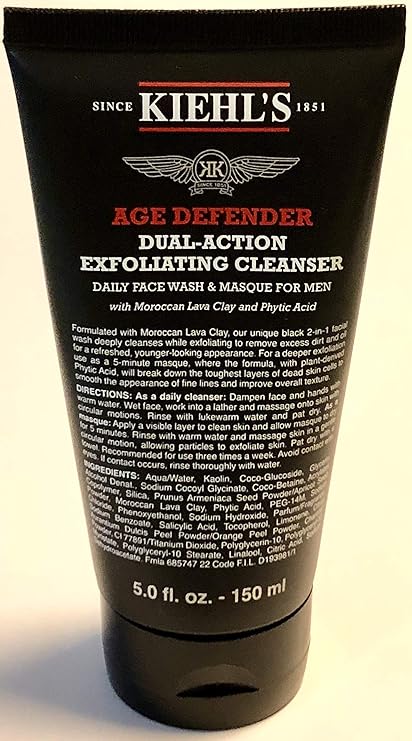 SINCE KIEHL'S 1851
KK
SINCE 1851
AGE DEFENDER
DUAL-ACTION
EXFOLIATING CLEANSER
DAILY FACE WASH & MASQUE FOR MEN
with Moroccan Lava Clay and Phytic Acid
Formulated with Moroccan Lava Clay, our unique black 2-in-1 facial
wash deeply cleanses while exfoliating to remove excess dirt and oil
for a refreshed, younger-looking appearance. For a deeper exfoliation
use as a 5-minute masque, where the formula, with plant-derived
Phytic Acid, will break down the toughest layers of dead skin cells to
smooth the appearance of fine lines and improve overall texture.
DIRECTIONS: As a daily cleanser: Dampen face and hands with
warm water. Wet face, work into a lather and massage onto skin
circular motions. Rinse with lukewarm water and pat dry. As a
masque: Apply a visible layer to clean skin and allow masque
for 5 minutes. Rinse with warm water and massage skin in a
circular motion, allowing particles to exfoliate skin. Pat dry with
towel. Recommended for use three times a week. Avoid contact
eyes. If contact occurs, rinse thoroughly with water.
INGREDIENTS: Aqua/Water, Kaolin, Coco-Glucoside,
Alcohol Denat., Sodium Cocoyl Glycinate, Coco-Betaine,
Silica, Prunus Armeniaca Seed Powder/
Powder, Moroccan Lava Clay, Phytic Acid, PEG-14M,
Phenoxyethanol, Sodium Hydroxide,
Sodium Benzoate, Salicylic Acid, Tocopherol, Limonene,
Dulcis Peel Powder/Orange Peel Powder,
CI 77891/Titanium Dioxide, Polyglycerin-10,
Polyglyceryl-10 Stearate, Linalool, Citric Acid,
Fmla 685747 22 Code F.I.L. D193981/1
5.0 fl. oz. - 150 ml
KK